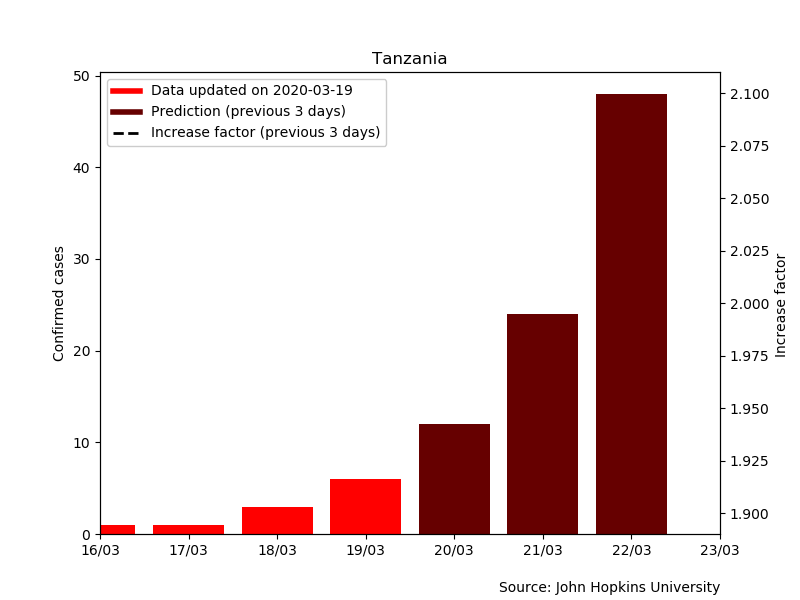 Tanzania
Data updated on 2020-03-19
Prediction (previous 3 days)
Increase factor (previous 3 days)
Confirmed cases
50
40
30
20
10
0
2.100
2.075
2.050
2.025
2.000
1.975
1.950
1.925
1.900
Increase factor
16/03 17/03 18/03 19/03 20/03 21/03 22/03 23/03
Source: John Hopkins University